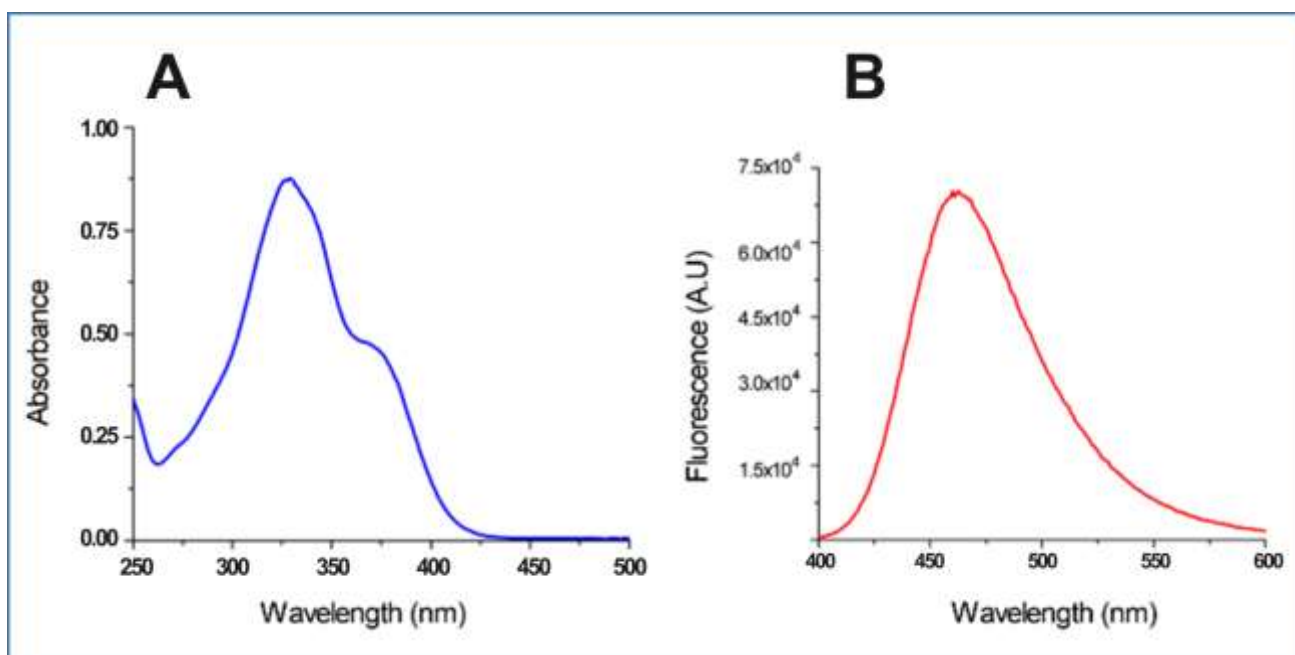 A
B
1.00
0.75
0.50
0.25
0.00
Absorbance
250 300 350 400 450 500
Wavelength (nm)
7.5x10⁴
6.0x10⁴
4.5x10⁴
3.0x10⁴
1.5x10⁴
Fluorescence (A.U)
400 450 500 550 600
Wavelength (nm)